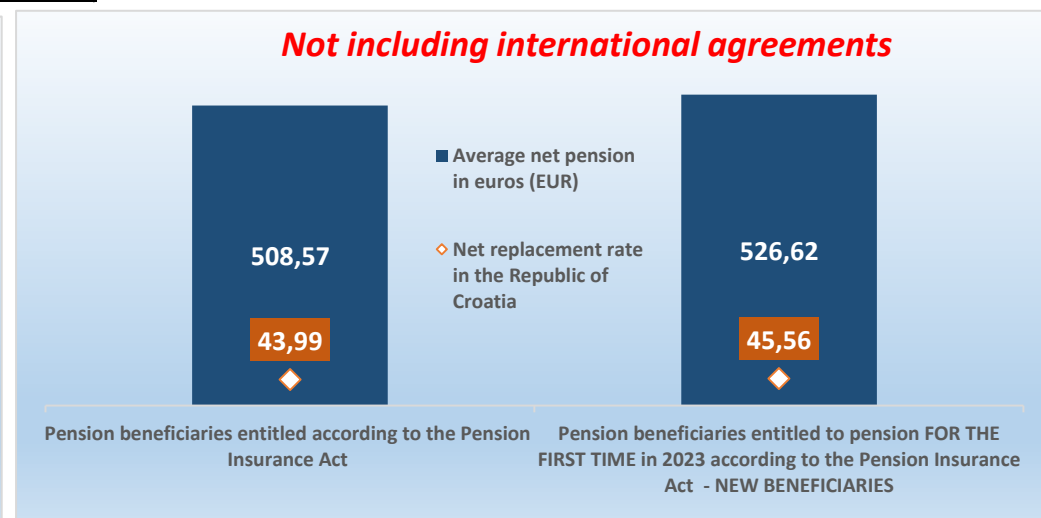 Not including international agreements
Average net pension
in euros (EUR)
Net replacement rate
in the Republic of
Croatia
508,57
526,62
43,99
45,56
Pension beneficiaries entitled according to the Pension
Insurance Act
Pension beneficiaries entitled to pension FOR THE
FIRST TIME in 2023 according to the Pension Insurance
Act - NEW BENEFICIARIES